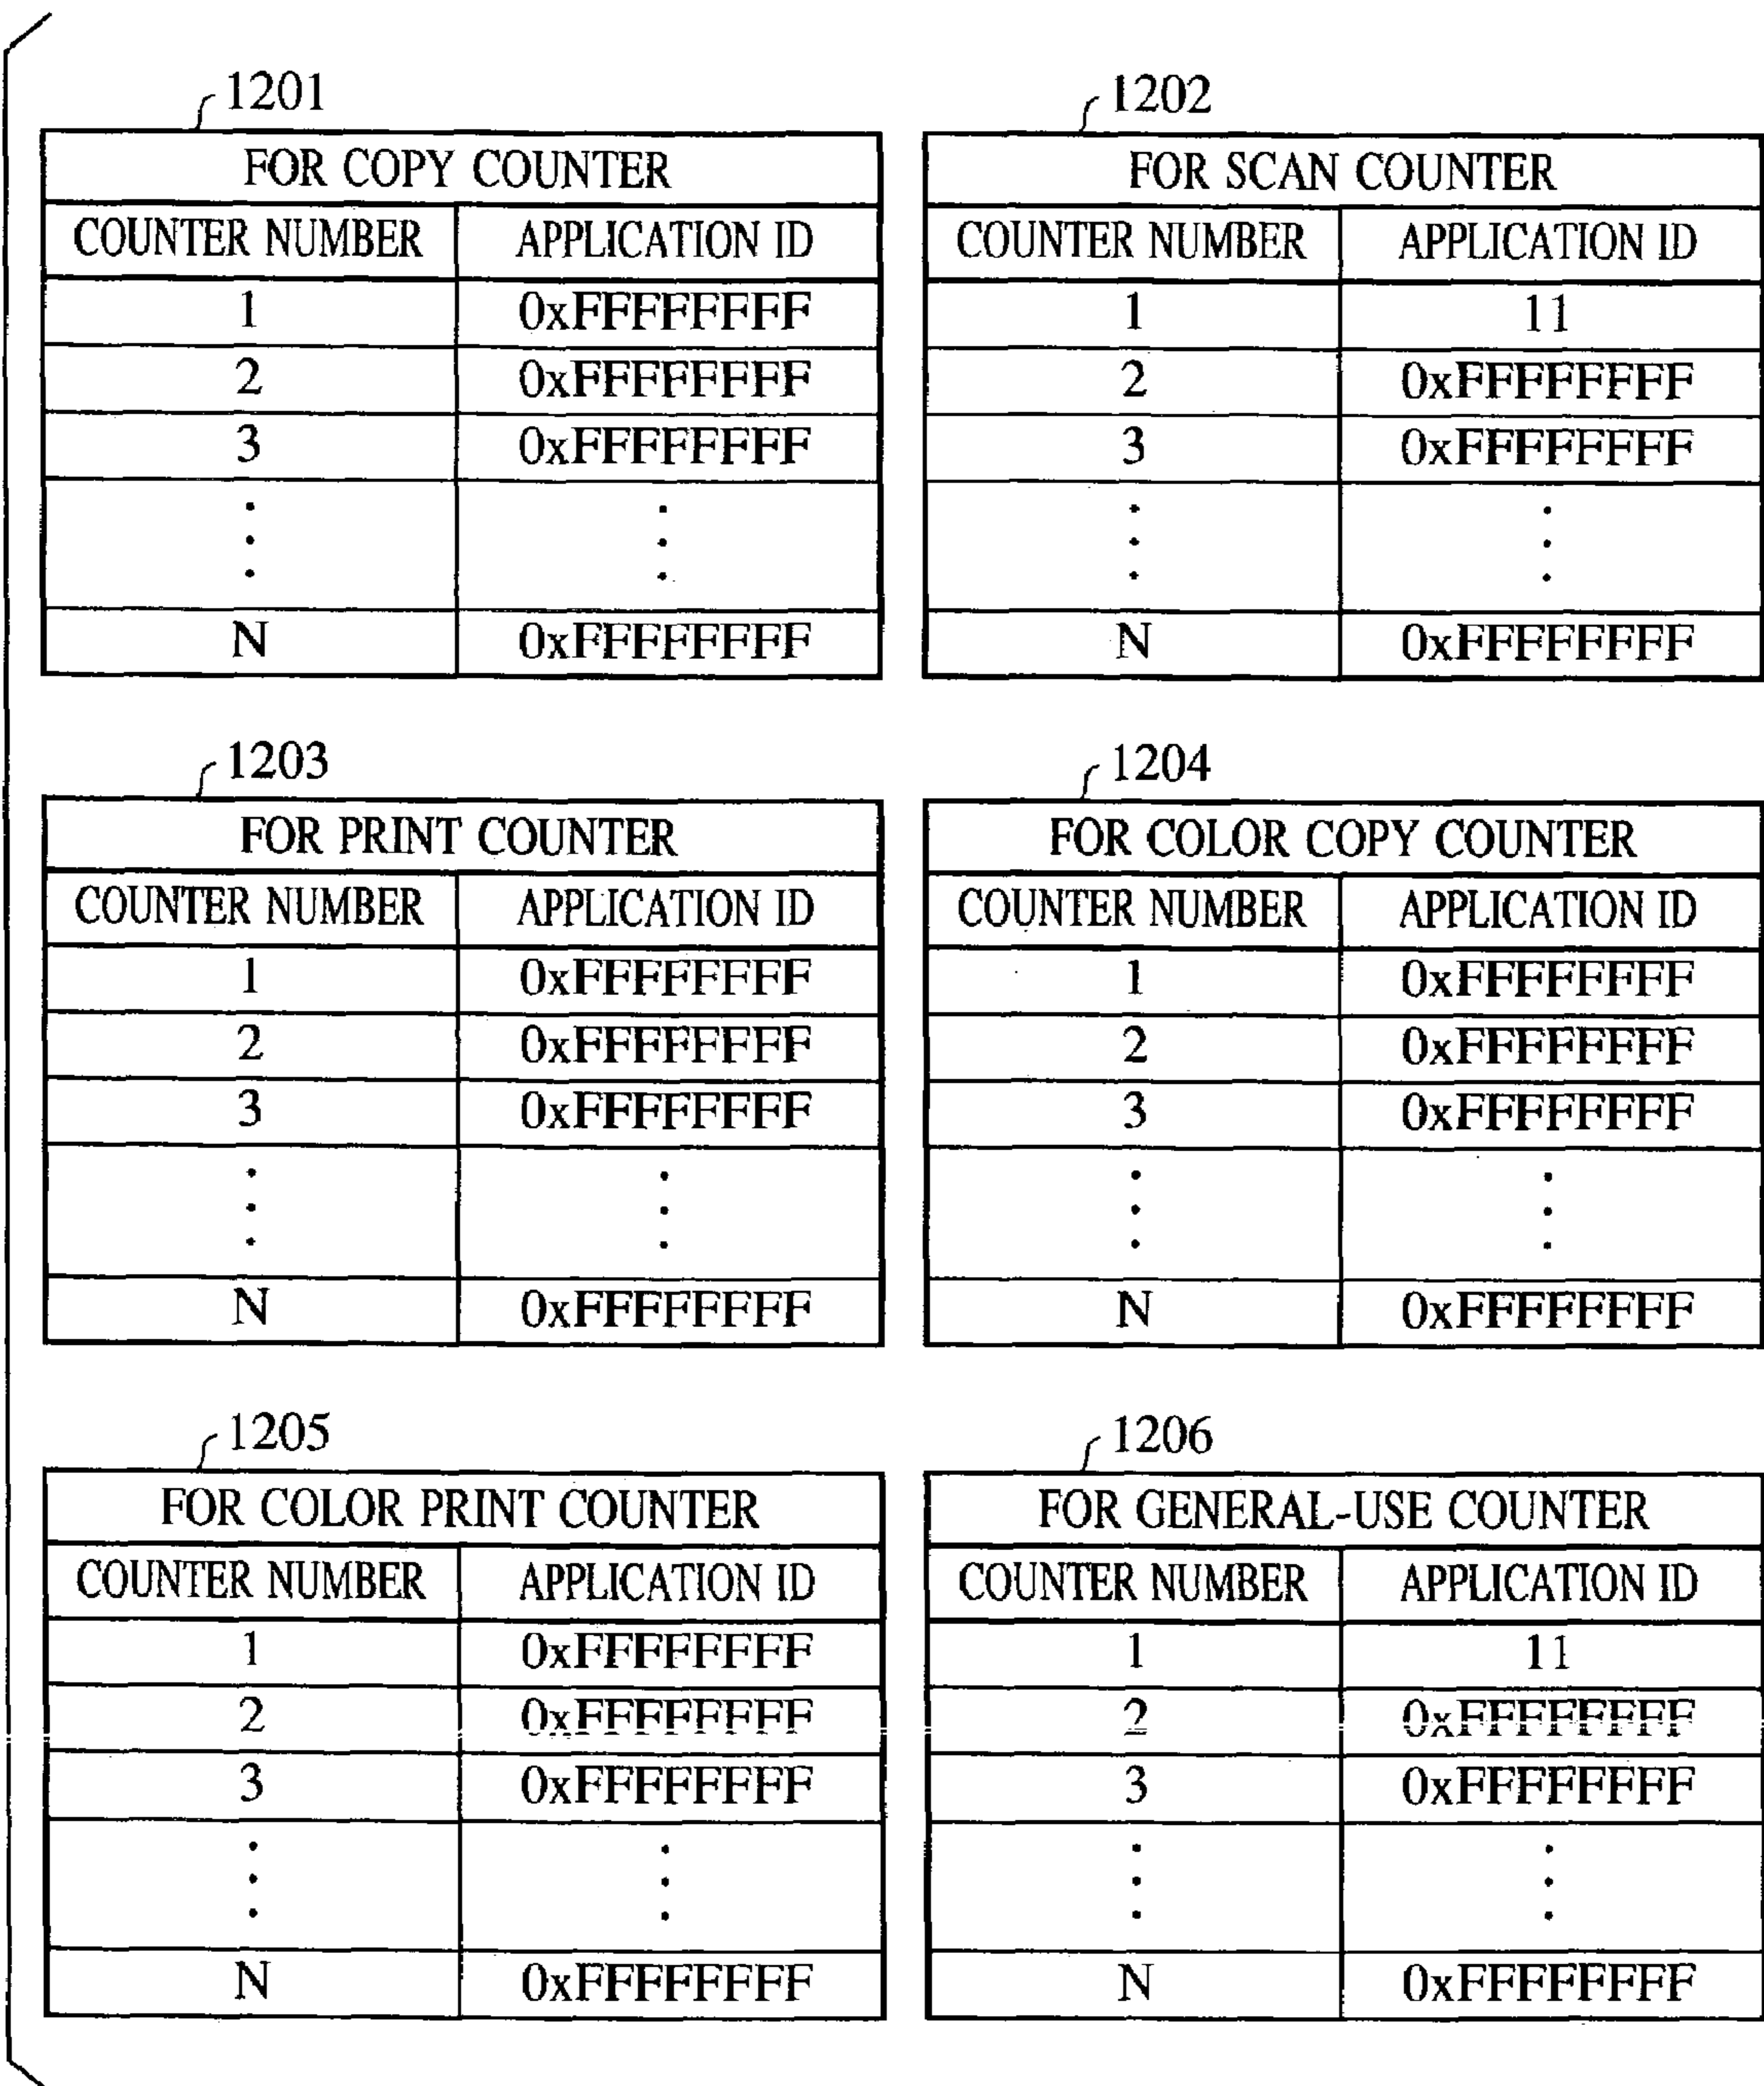 1201
FOR COPY COUNTER
COUNTER NUMBER APPLICATION ID
1 0xFFFFFFFF
2 0xFFFFFFFF
3 0xFFFFFFFF
N 0xFFFFFFFF
1202
FOR SCAN COUNTER
COUNTER NUMBER APPLICATION ID
1 11
2 0xFFFFFFFF
3 0xFFFFFFFF
N 0xFFFFFFFF
1203
FOR PRINT COUNTER
COUNTER NUMBER APPLICATION ID
1 0xFFFFFFFF
2 0xFFFFFFFF
3 0xFFFFFFFF
N 0xFFFFFFFF
1204
FOR COLOR COPY COUNTER
COUNTER NUMBER APPLICATION ID
1 0xFFFFFFFF
2 0xFFFFFFFF
3 0xFFFFFFFF
N 0xFFFFFFFF
1205
FOR COLOR PRINT COUNTER
COUNTER NUMBER APPLICATION ID
1 0xFFFFFFFF
2 0xFFFFFFFF
3 0xFFFFFFFF
N 0xFFFFFFFF
1206
FOR GENERAL-USE COUNTER
COUNTER NUMBER APPLICATION ID
1 11
2 0xFFFFFFFF
3 0xFFFFFFFF
N 0xFFFFFFFF